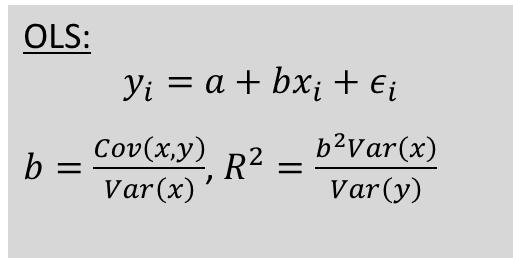 OLS:
yᵢ = a + bxᵢ + ϵᵢ
b = Cov(x,y)/Var(x), R² = b²Var(x)/Var(y)